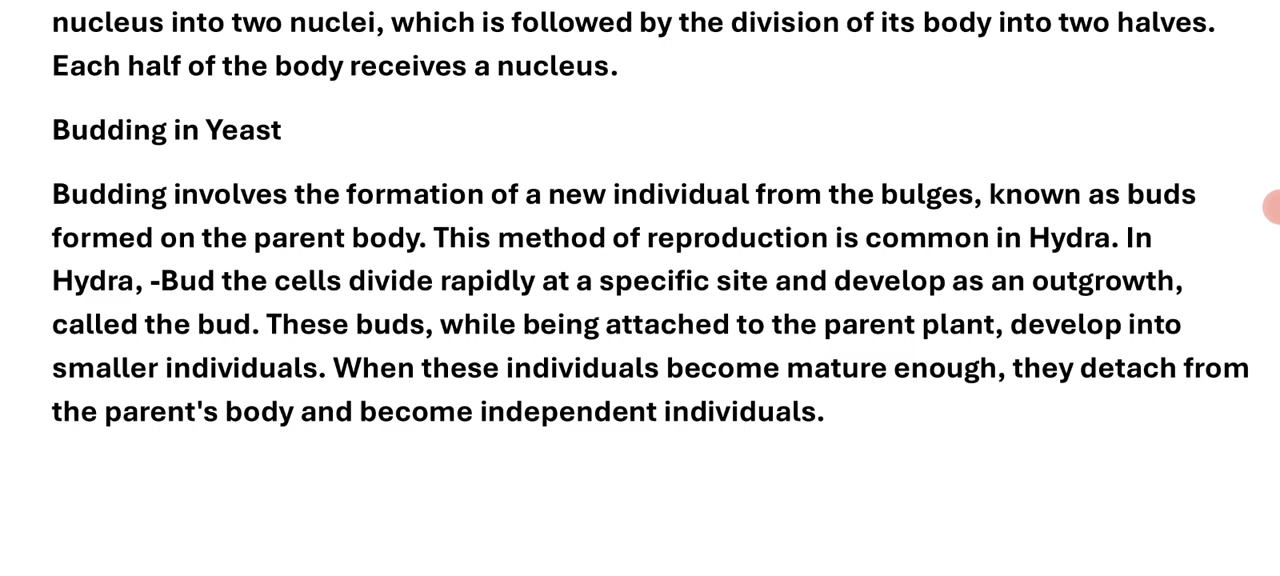 nucleus into two nuclei, which is followed by the division of its body into two halves.
Each half of the body receives a nucleus.
Budding in Yeast
Budding involves the formation of a new individual from the bulges, known as buds
formed on the parent body. This method of reproduction is common in Hydra. In
Hydra, -Bud the cells divide rapidly at a specific site and develop as an outgrowth,
called the bud. These buds, while being attached to the parent plant, develop into
smaller individuals. When these individuals become mature enough, they detach from
the parent's body and become independent individuals.